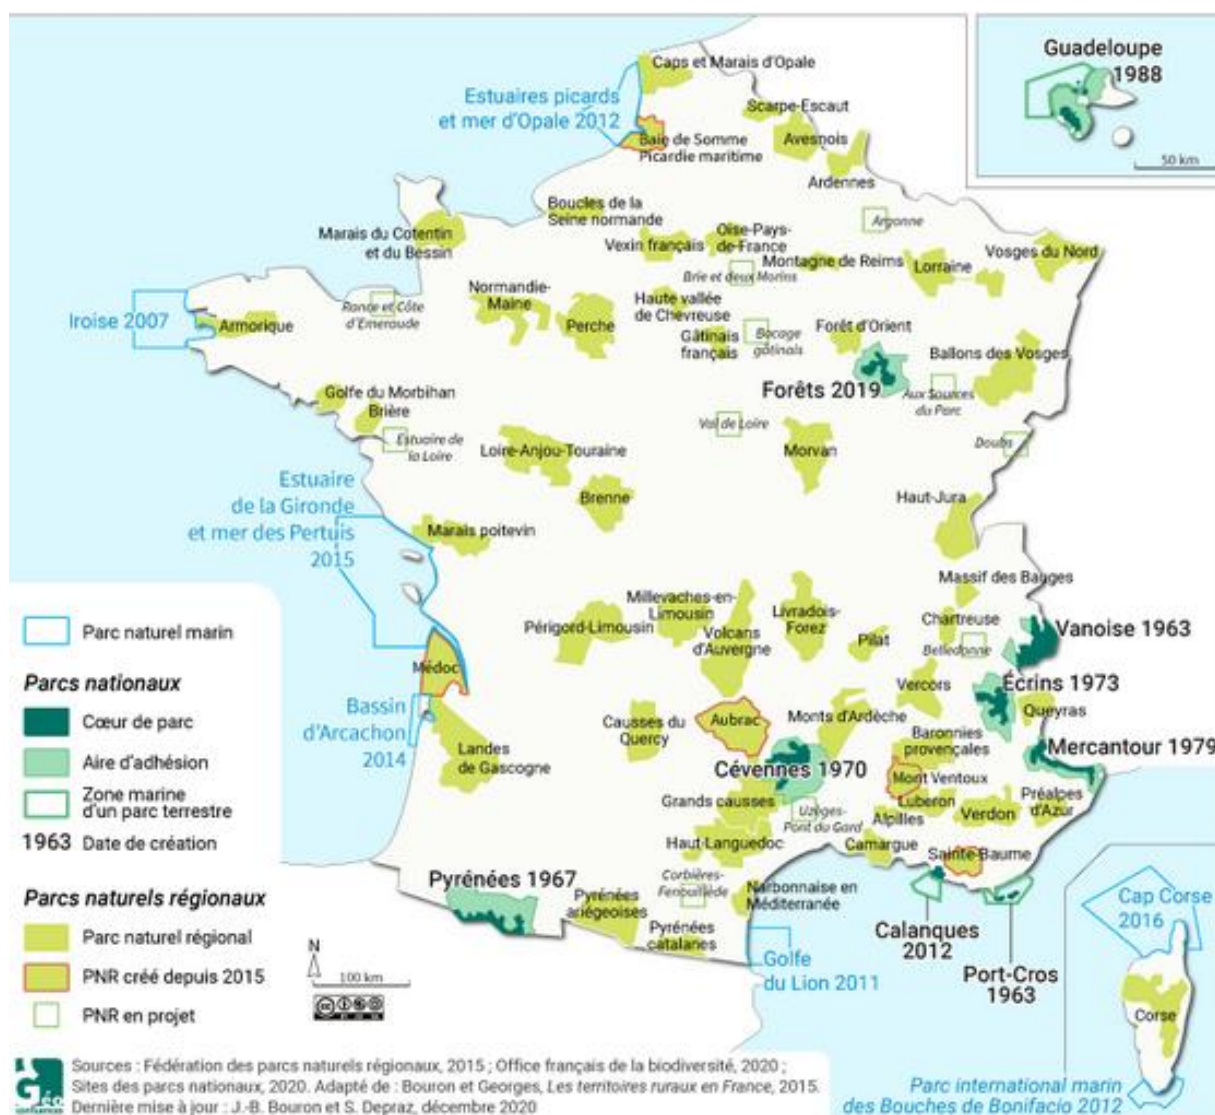 Guadeloupe
1988
50 km
Caps et Marais d'Opale
Estuaires picards
et mer d'Opale 2012
Scarpe-Escaut
Baie de Somme
Picardie maritime
Avesnois
Ardennes
Boucles de la
Seine normande
Argonne
Marais du Cotentin
et du Bessin
Vexin français
Oise-Pays-
de-France
Montagne de Reims
Lorraine
Vosges du Nord
Brie et deux Morins
Iroise 2007
Armorique
Rance et Côte
d'Emeraude
Normandie-
Maine
Perche
Haute vallée
de Chevreuse
Gâtinais
français
Bocage
gâtinais
Forêt d'Orient
Ballons des Vosges
Forêts 2019
Aux Sources
du Parc
Golfe du Morbihan
Brière
Estuaire de
la Loire
Val de Loire
Doubs
Loire-Anjou-Touraine
Morvan
Brenne
Haut-Jura
Estuaire
de la Gironde
et mer des Pertuis
2015
Marais poitevin
Massif des Bauges
Millevaches-en-
Limousin
Périgord-Limousin
Volcans
d'Auvergne
Livradois-
Forez
Pilat
Chartreuse
Belledonne
Vanoise 1963
Médoc
Vercors
Écrins 1973
Queyras
Bassin
d'Arcachon
2014
Landes
de Gascogne
Causses du
Quercy
Aubrac
Monts d'Ardèche
Baronnies
provençales
Mercantour 1979
Cévennes 1970
Mont Ventoux
Grands causses
Uzèges-
Pont du Gard
Luberon
Alpilles
Verdon
Préalpes
d'Azur
Haut-Languedoc
Camargue
Sainte-Baume
Pyrénées 1967
Pyrénées
ariégeoises
Corbières-
Fenouillède
Narbonnaise en
Méditerranée
Pyrénées
catalanes
Golfe
du Lion 2011
Calanques
2012
Port-Cros
1963
Cap Corse
2016
Corse
Parc international marin
des Bouches de Bonifacio 2012
Parc naturel marin
Parcs nationaux
Cœur de parc
Aire d'adhésion
Zone marine
d'un parc terrestre
1963 Date de création
Parcs naturels régionaux
Parc naturel régional
PNR créé depuis 2015
PNR en projet
N
100 km
Géo
Sources : Fédération des parcs naturels régionaux, 2015 ; Office français de la biodiversité, 2020 ;
Sites des parcs nationaux, 2020. Adapté de : Bouron et Georges, Les territoires ruraux en France, 2015.
Dernière mise à jour : J.-B. Bouron et S. Depraz, décembre 2020